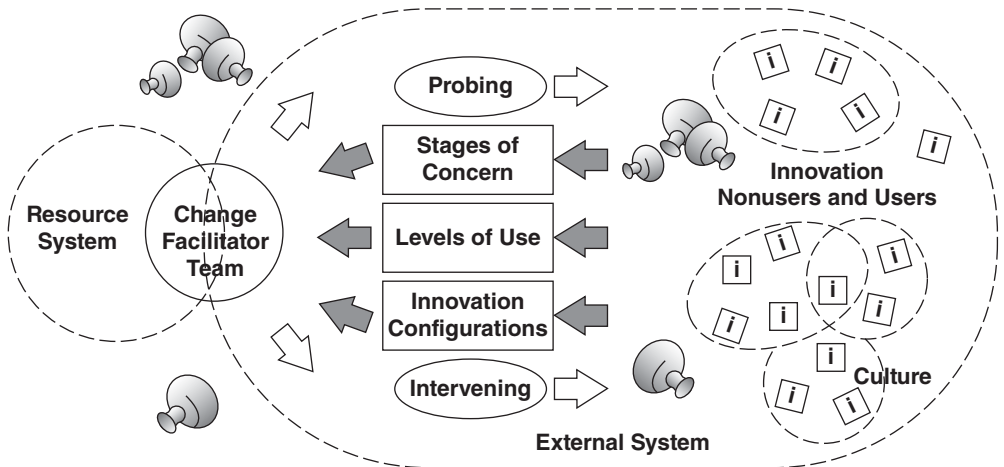 Probing
Stages of
Concern
Resource
System
Change
Facilitator
Team
Levels of Use
Innovation
Configurations
Intervening
External System
i
i
i
i
i
Innovation
Nonusers and Users
i
i
i
i
i
i
i
i
i
Culture
i
i